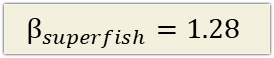 β_superfish = 1.28